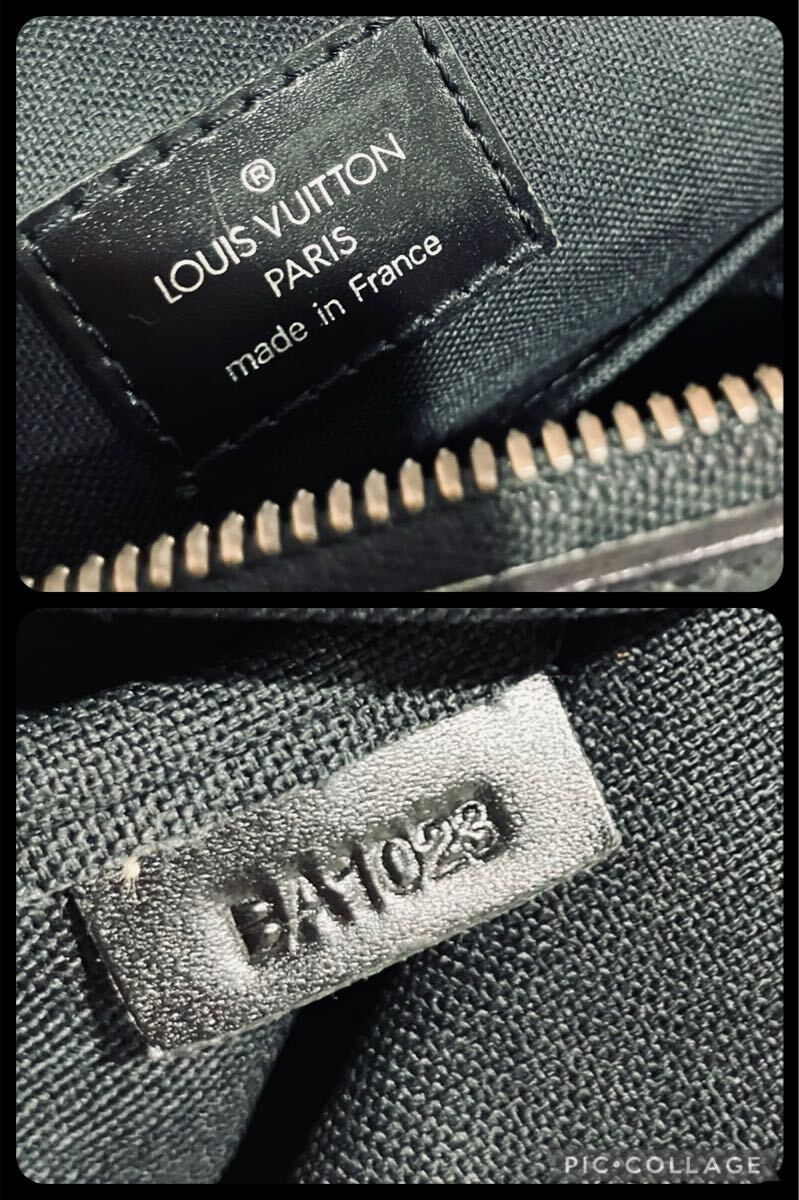 ®
LOUIS VUITTON
PARIS
made in France
BA1023
PIC•COLLAGE